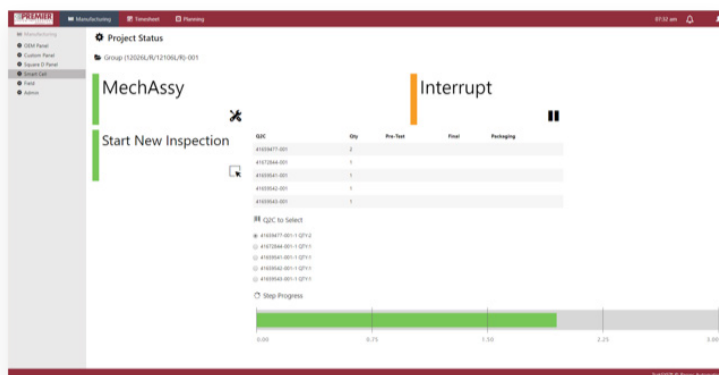 PREMIER
Manufacturing Timesheet Planning
07:32 am
Manufacturing
OEM Panel
Custom Panel
Square D Panel
Smart Cell
Field
Admin
Project Status
Group (12026L/R/12106L/R)-001
MechAssy
Interrupt
Start New Inspection
Q2C Qty Pre-Test Final Packaging
41659477-001 2
41672844-001 1
41659541-001 1
41659542-001 1
41659543-001 1
Q2C to Select
41659477-001-1 QTY:2
41672844-001-1 QTY:1
41659541-001-1 QTY:1
41659542-001-1 QTY:1
41659543-001-1 QTY:1
Step Progress
0.00 0.75 1.50 2.25 3.00